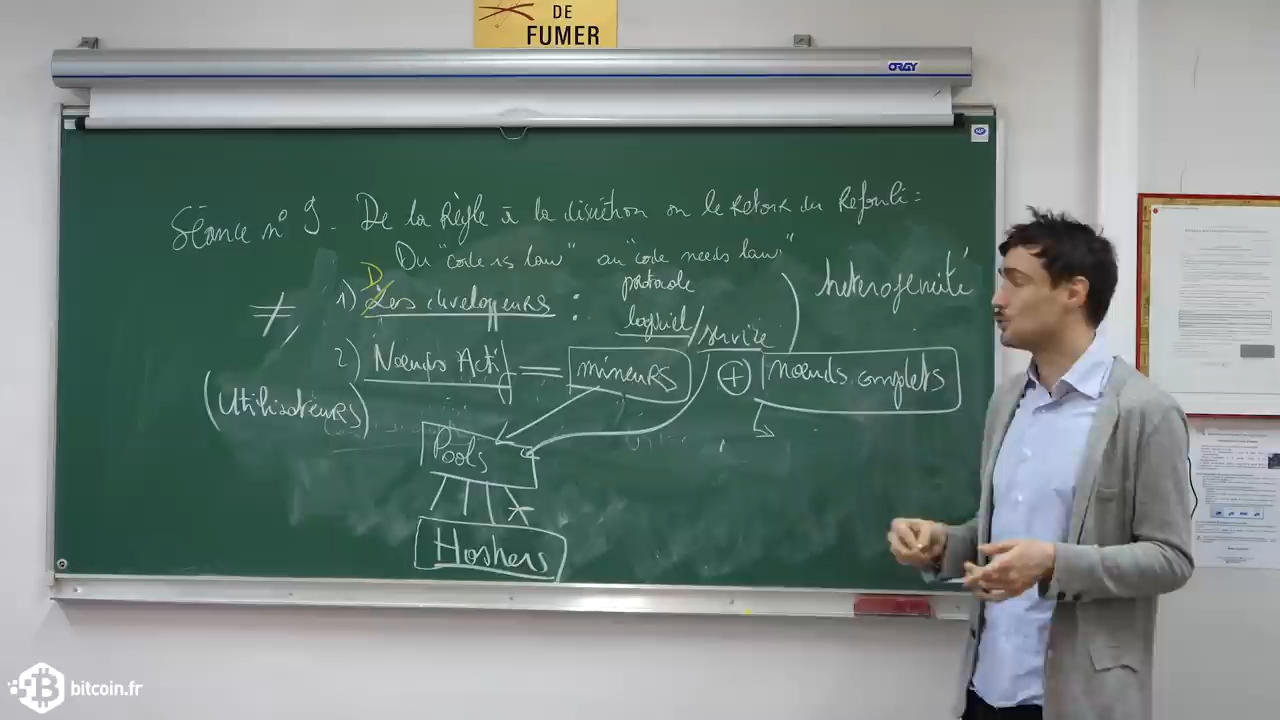 DE
FUMER
ORAY
Séance n° 9. De la Règle à la discrétion ou le Retour du Refoulé :
Du "code is law" au "code needs law"
1) Les développeurs :
D
protocole
logiciel/service
hétérogénéité
≠
2) Noeuds Actifs = mineurs ⊕ noeuds complets
(Utilisateurs)
Pools
Hashers
bitcoin.fr